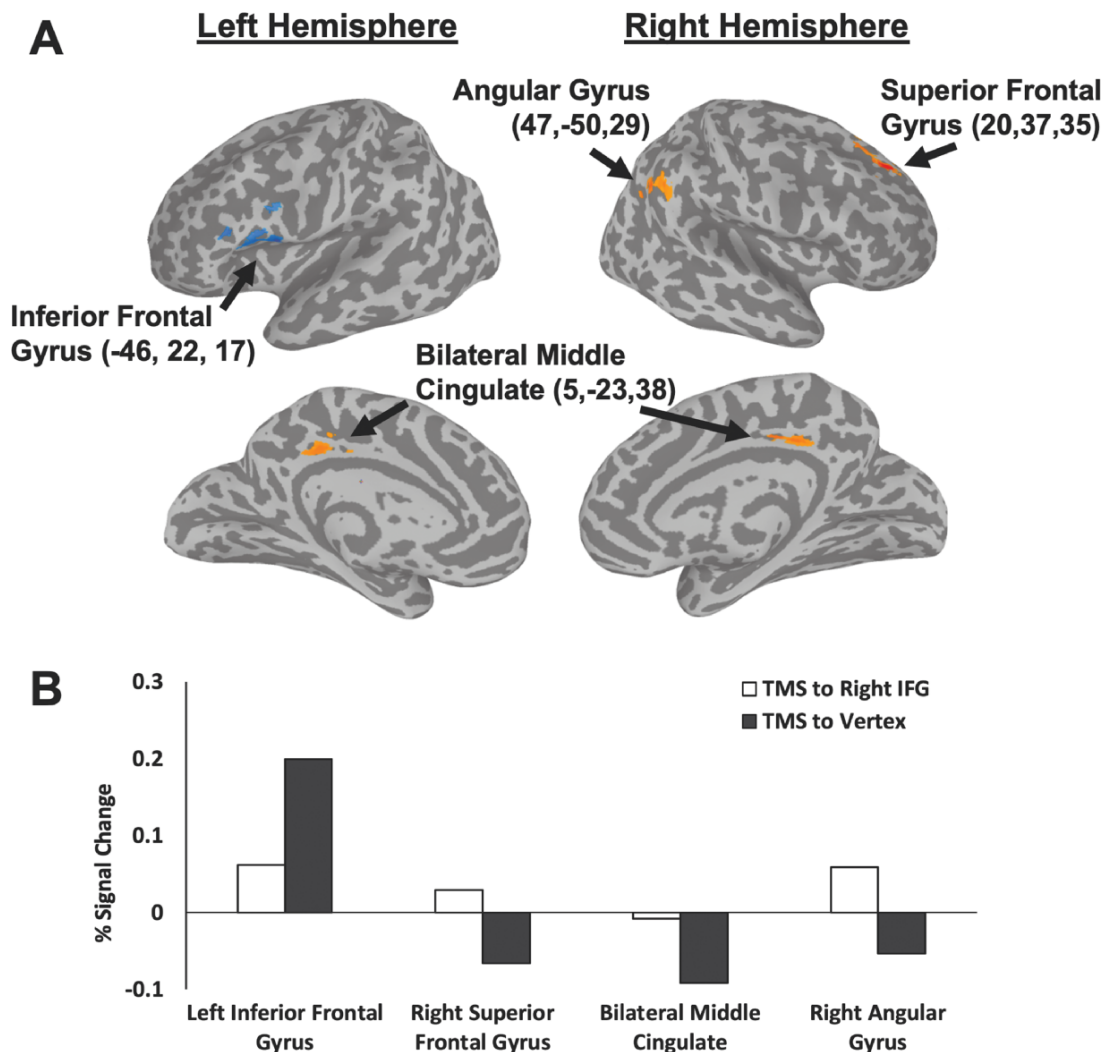 A
Left Hemisphere
Right Hemisphere
Angular Gyrus
(47,-50,29)
Superior Frontal
Gyrus (20,37,35)
Inferior Frontal
Gyrus (-46, 22, 17)
Bilateral Middle
Cingulate (5,-23,38)
B
% Signal Change
0.3
0.2
0.1
0
-0.1
TMS to Right IFG
TMS to Vertex
Left Inferior Frontal
Gyrus
Right Superior
Frontal Gyrus
Bilateral Middle
Cingulate
Right Angular
Gyrus